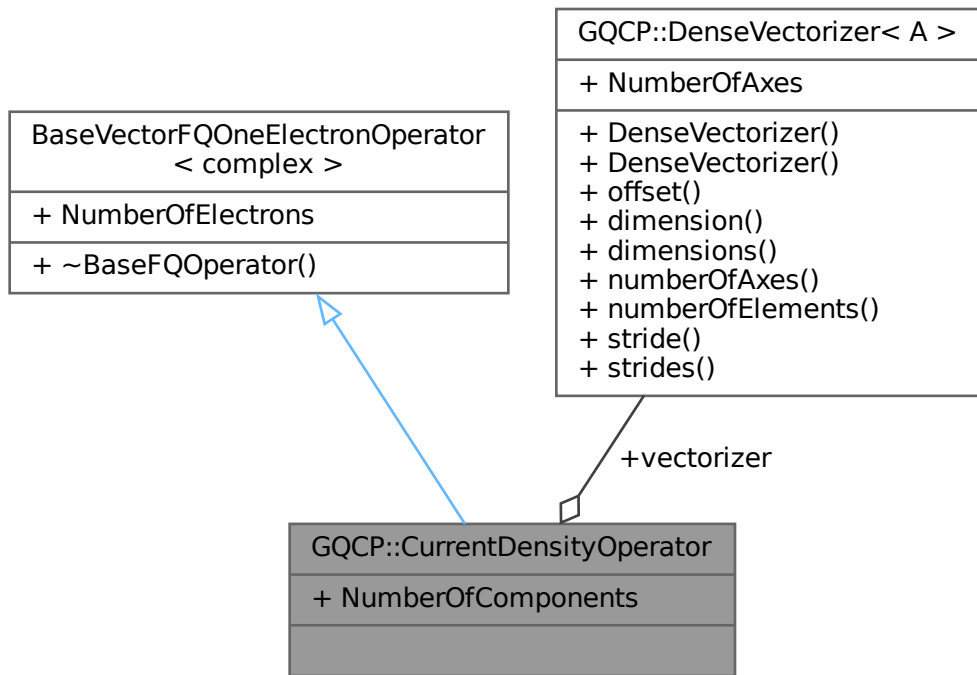 GQCP::DenseVectorizer< A >
+ NumberOfAxes
+ DenseVectorizer()
+ DenseVectorizer()
+ offset()
+ dimension()
+ dimensions()
+ numberOfAxes()
+ numberOfElements()
+ stride()
+ strides()
BaseVectorFQOneElectronOperator
< complex >
+ NumberOfElectrons
+ ~BaseFQOperator()
+vectorizer
GQCP::CurrentDensityOperator
+ NumberOfComponents